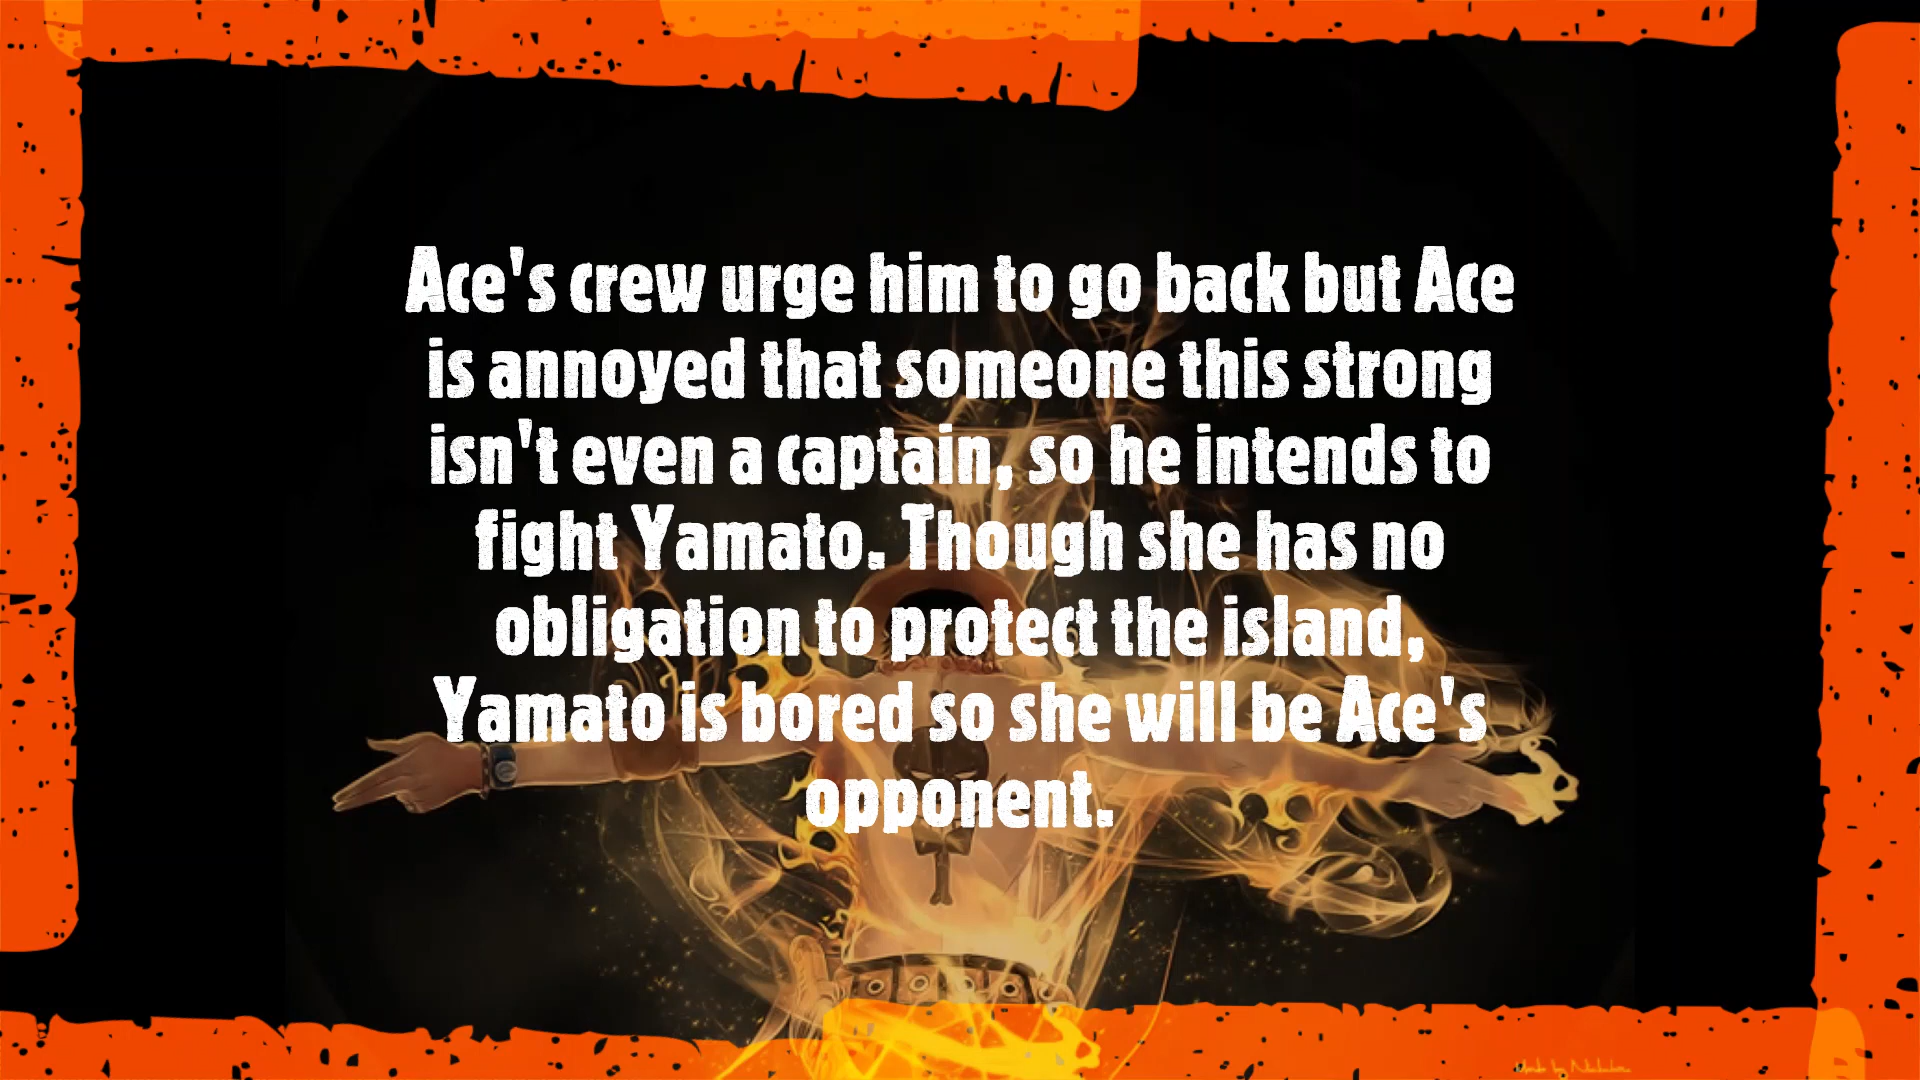 Ace's crew urge him to go back but Ace
is annoyed that someone this strong
isn't even a captain, so he intends to
fight Yamato. Though she has no
obligation to protect the island,
Yamato is bored so she will be Ace's
opponent.